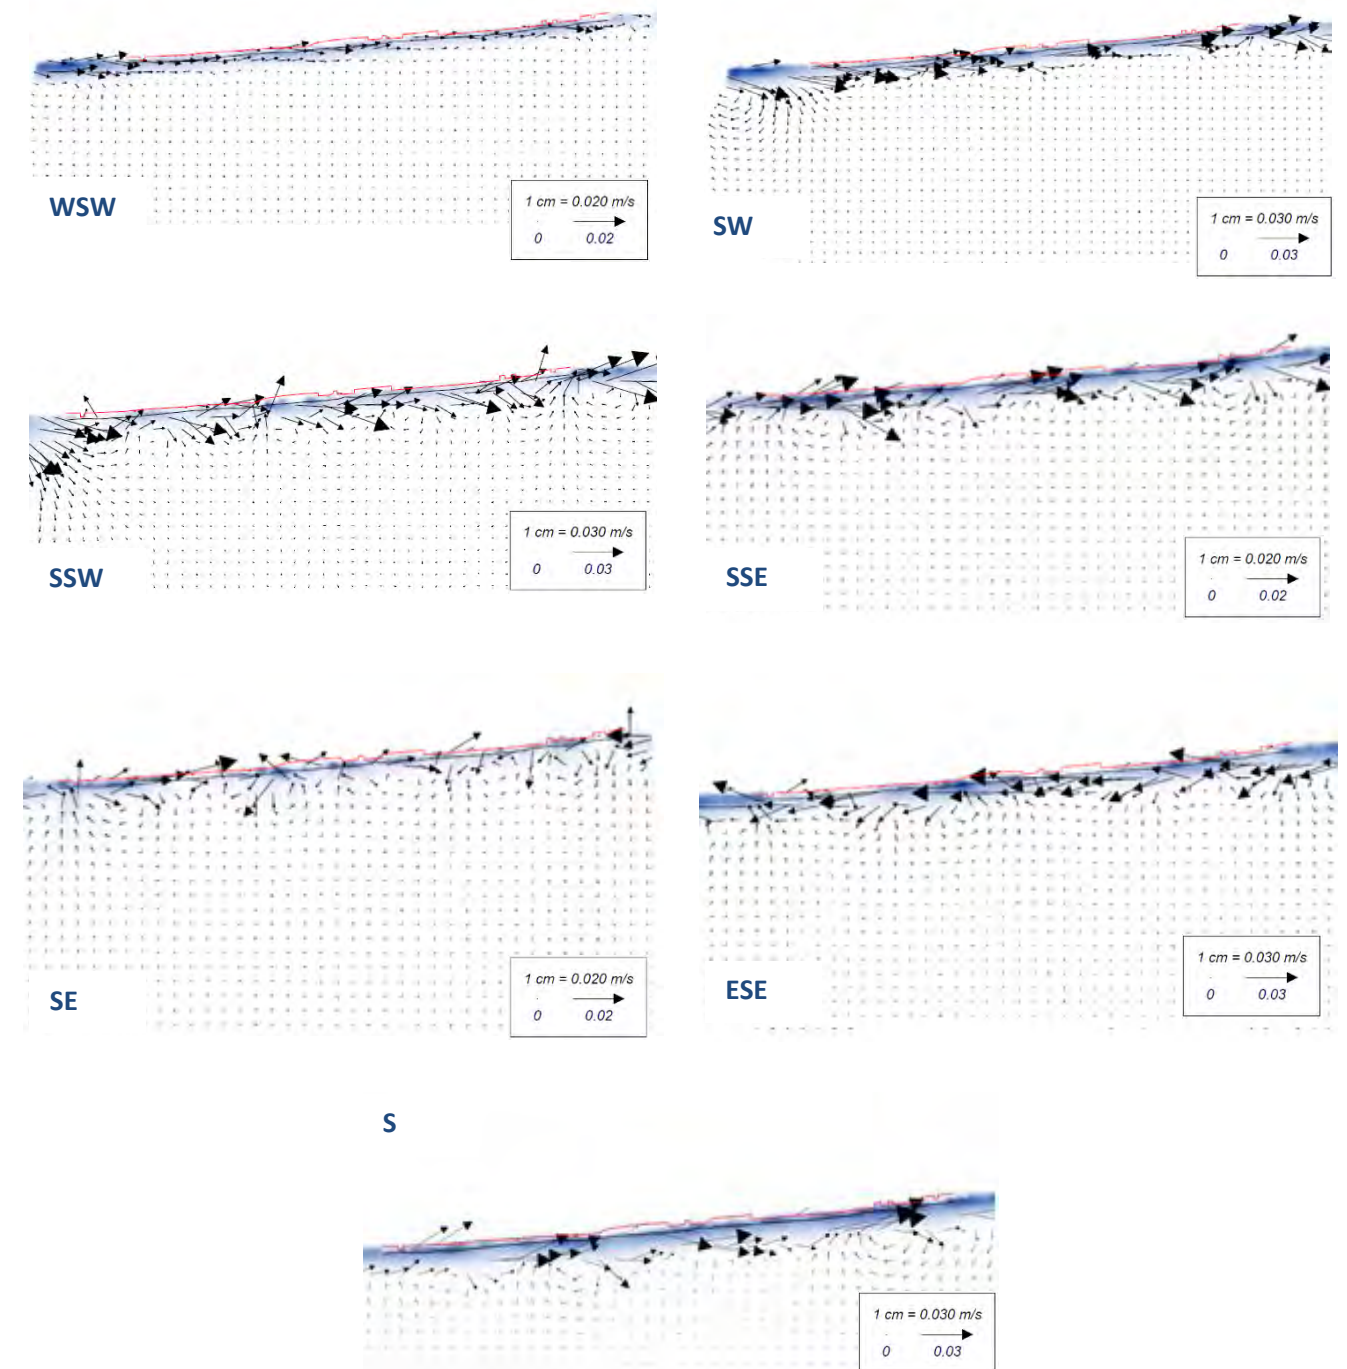 WSW
1 cm = 0.020 m/s
0 0.02
SW
1 cm = 0.030 m/s
0 0.03
SSW
1 cm = 0.030 m/s
0 0.03
SSE
1 cm = 0.020 m/s
0 0.02
SE
1 cm = 0.020 m/s
0 0.02
ESE
1 cm = 0.030 m/s
0 0.03
S
1 cm = 0.030 m/s
0 0.03